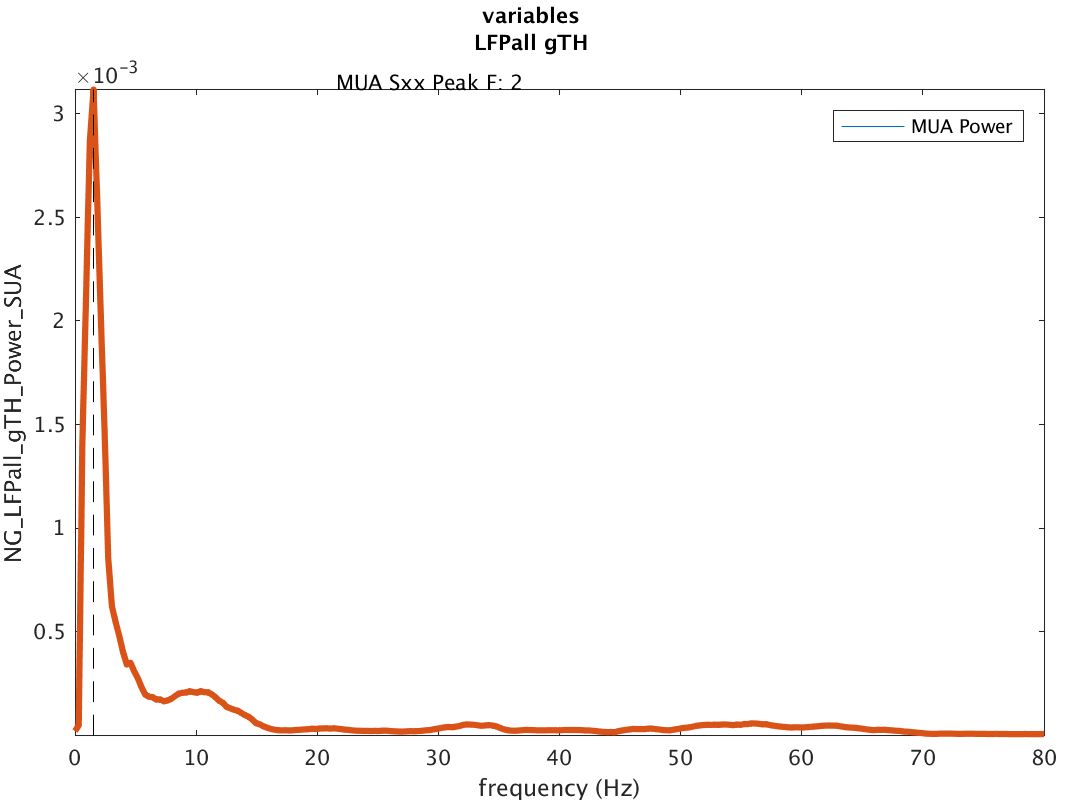 variables
LFPall gTH
×10-3
MUA Sxx Peak F: 2
MUA Power
3
2.5
2
1.5
1
0.5
NG_LFPall_gTH_Power_SUA
0 10 20 30 40 50 60 70 80
frequency (Hz)